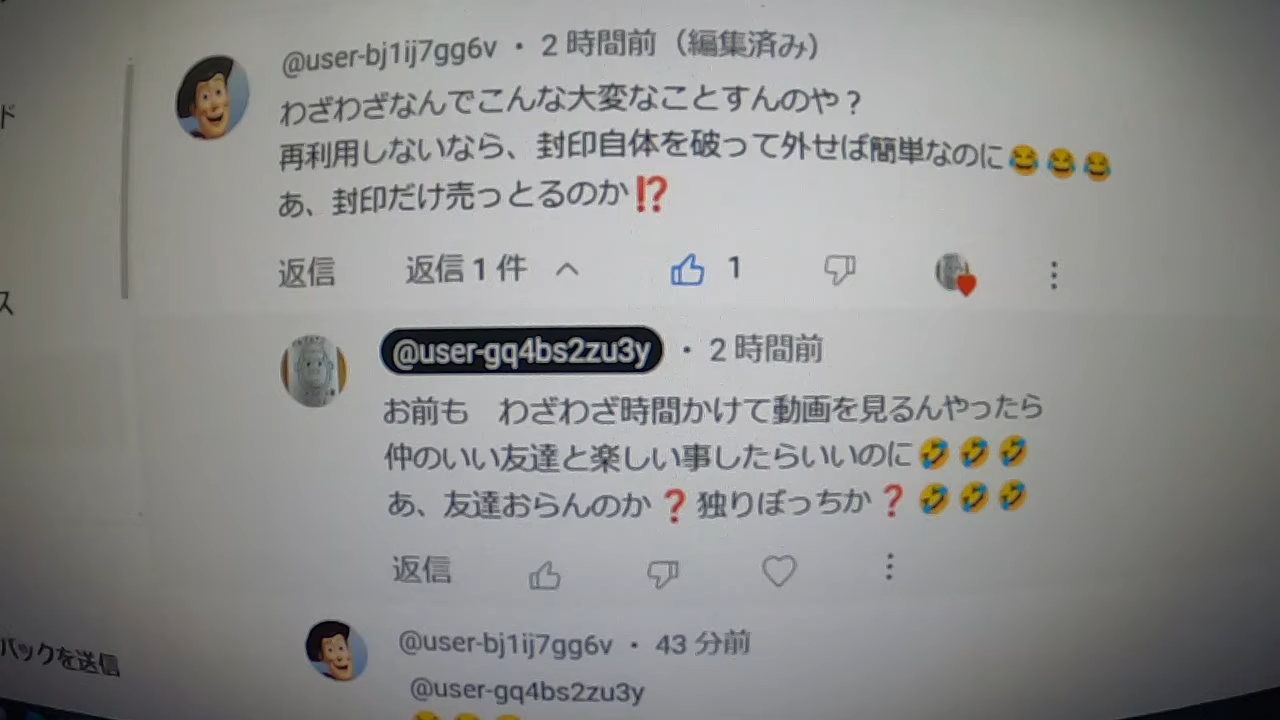 ド
ス
@user-bj1ij7gg6v ・ 2 時間前（編集済み）
わざわざなんでこんな大変なことすんのや？
再利用しないなら、封印自体を破って外せば簡単なのに😂😂😂
あ、封印だけ売っとるのか⁉️
返信 返信 1 件 1
@user-gq4bs2zu3y ・ 2 時間前
お前も　わざわざ時間かけて動画を見るんやったら
仲のいい友達と楽しい事したらいいのに🤣🤣🤣
あ、友達おらんのか❓独りぼっちか❓🤣🤣🤣
返信
@user-bj1ij7gg6v ・ 43 分前
@user-gq4bs2zu3y
バックを送信